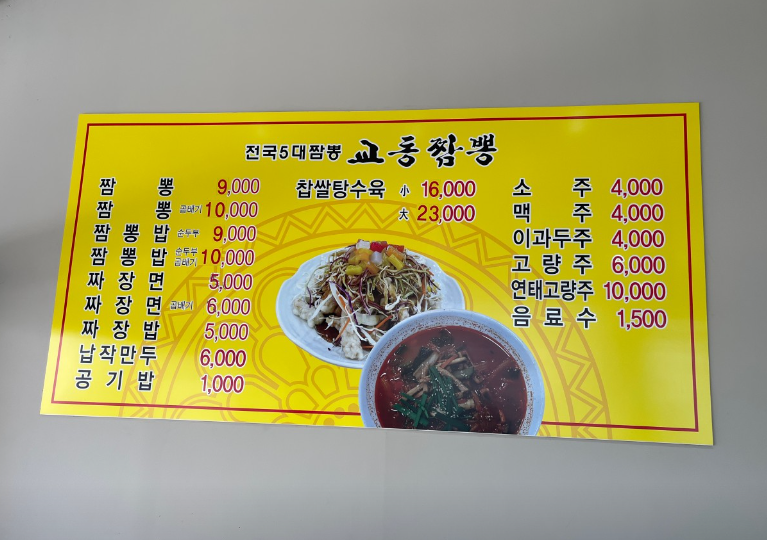 전국5대짬뽕 교동짬뽕
짬뽕 9,000
짬뽕 곱배기 10,000
짬뽕밥 순두부 9,000
짬뽕밥 순두부 곱배기 10,000
짜장면 5,000
짜장면 곱배기 6,000
짜장밥 5,000
납작만두 6,000
공기밥 1,000
찹쌀탕수육 小 16,000
大 23,000
소주 4,000
맥주 4,000
이과두주 4,000
고량주 6,000
연태고량주 10,000
음료수 1,500